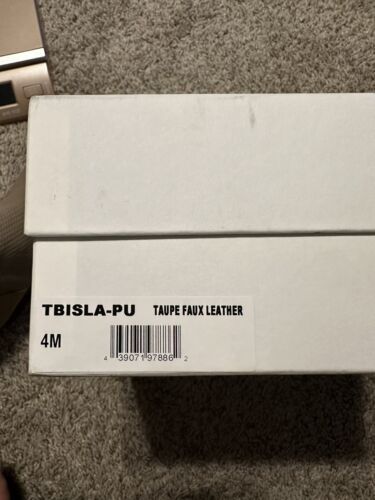 TBISLA-PU TAUPE FAUX LEATHER
4M
4 39071 97886 2